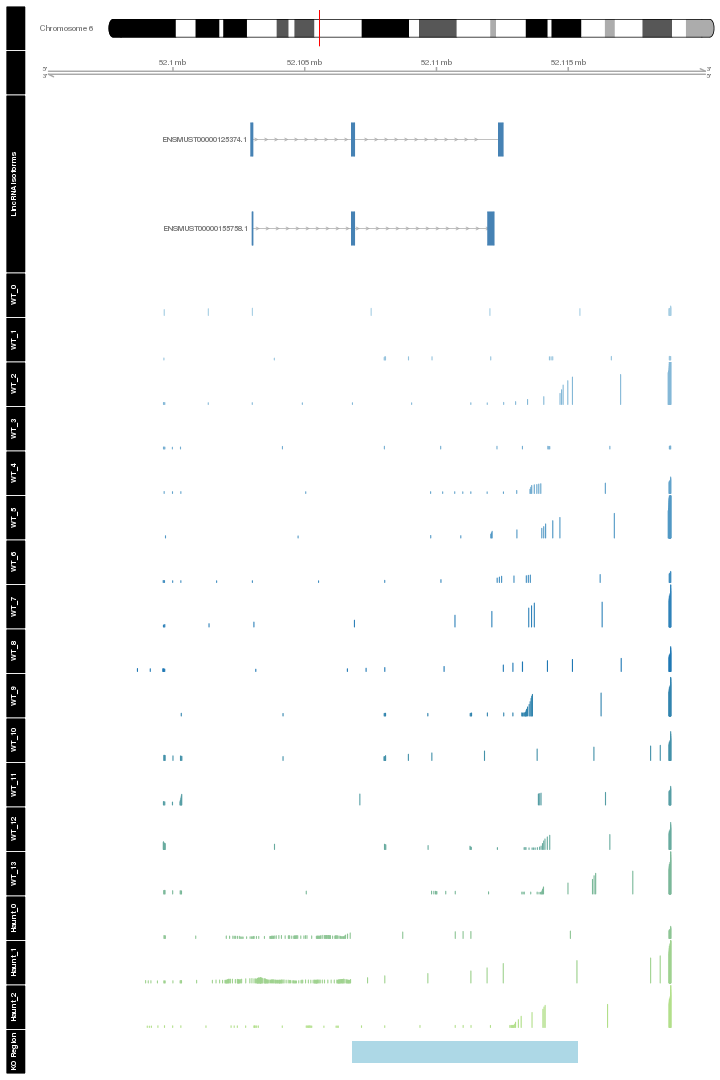 Chromosome 6
5' 3'
52.1 mb 52.105 mb 52.11 mb 52.115 mb
3' 5'
LincRNA Isoforms
ENSMUST00000125374.1
ENSMUST00000155758.1
WT_0
WT_1
WT_2
WT_3
WT_4
WT_5
WT_6
WT_7
WT_8
WT_9
WT_10
WT_11
WT_12
WT_13
Haunt_0
Haunt_1
Haunt_2
KO Region